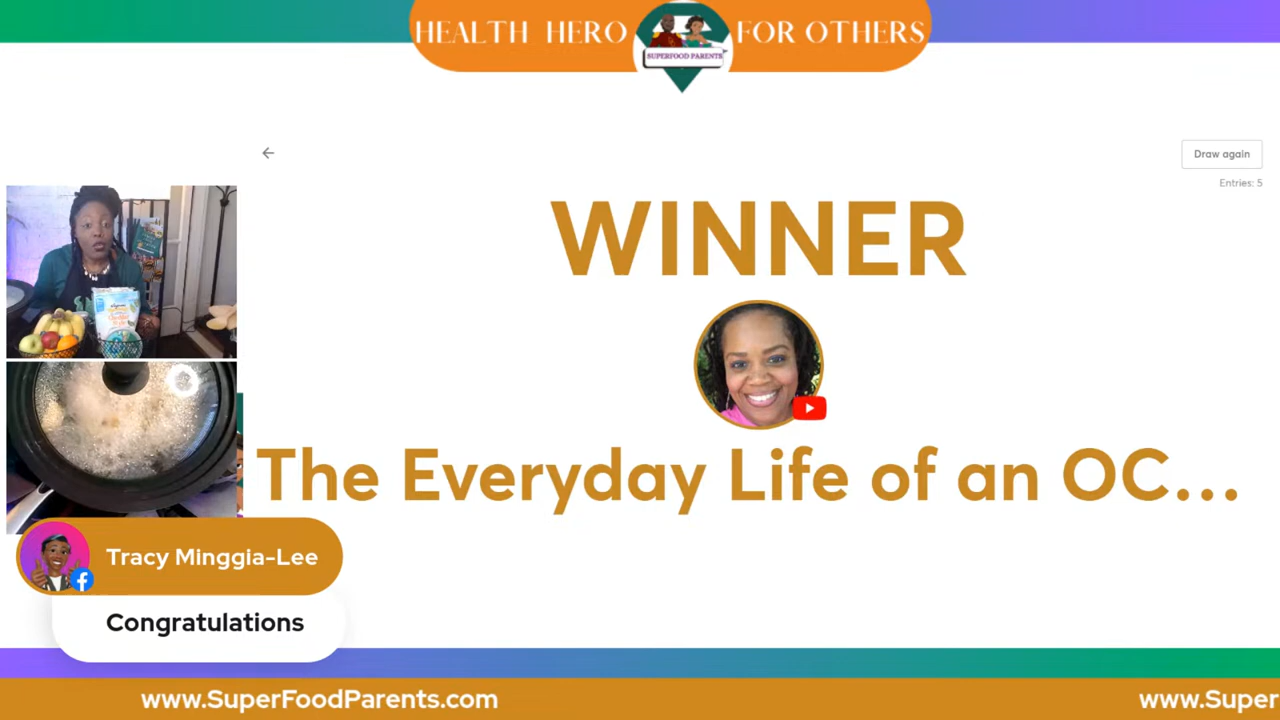 HEALTH HERO
SUPERFOOD PARENTS
FOR OTHERS
Draw again
Entries: 5
WINNER
The Everyday Life of an OC...
Tracy Minggia-Lee
Congratulations
www.SuperFoodParents.com
www.Super